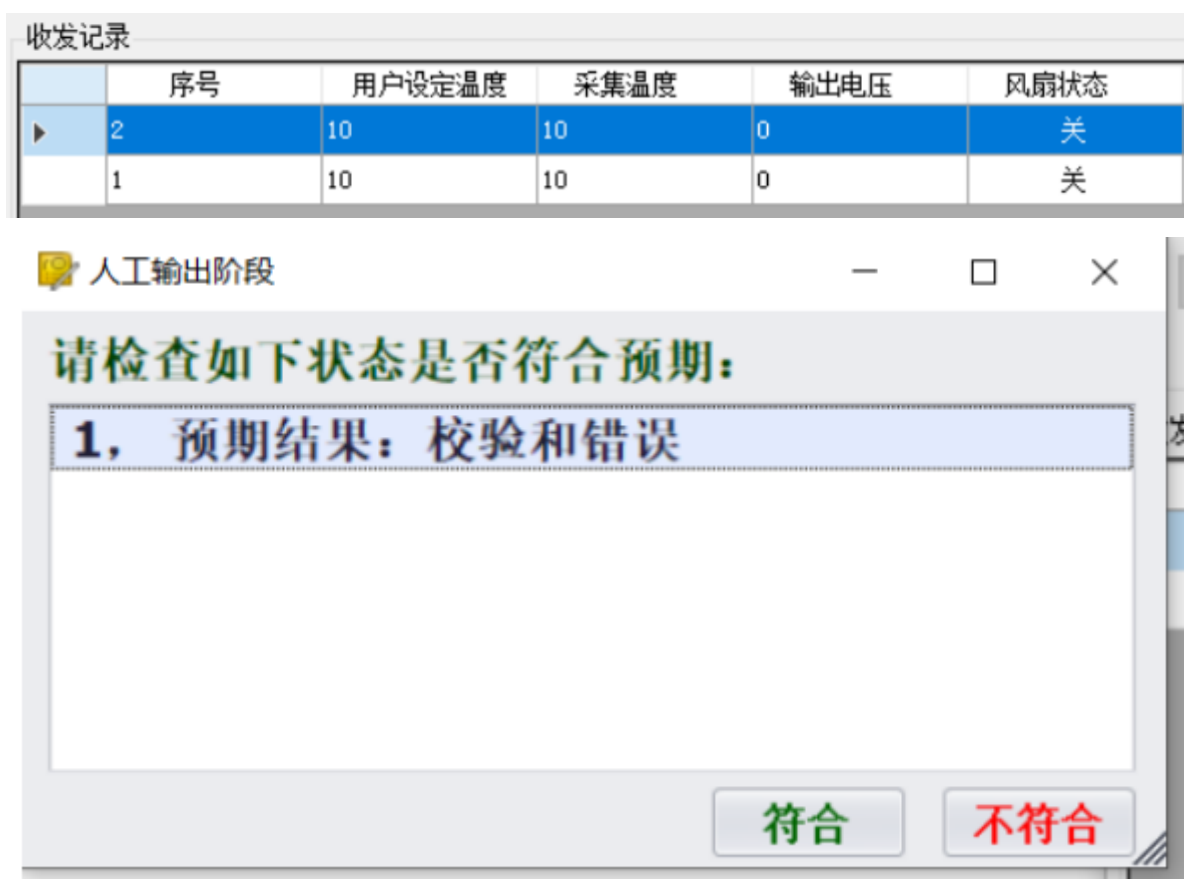 收发记录
序号 用户设定温度 采集温度 输出电压 风扇状态
2 10 10 0 关
1 10 10 0 关
人工输出阶段
请检查如下状态是否符合预期：
1， 预期结果：校验和错误
符合 不符合